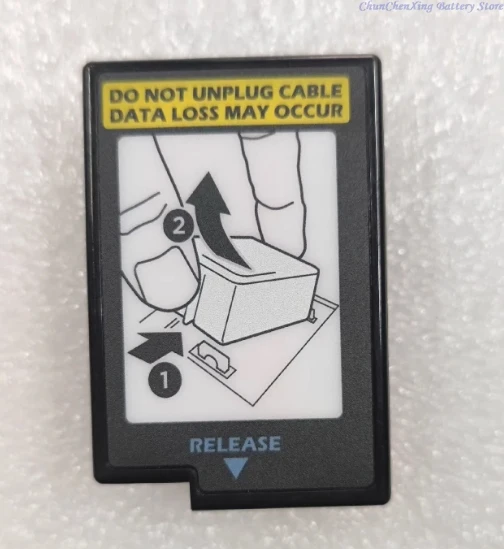 ChunChenXing Battery Store
DO NOT UNPLUG CABLE
DATA LOSS MAY OCCUR
2
1
RELEASE